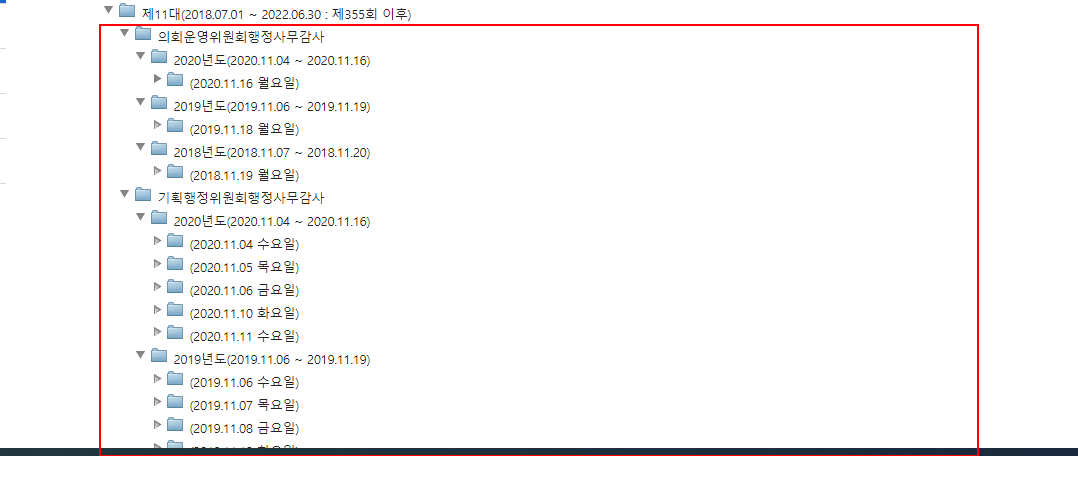 제11대(2018.07.01 ~ 2022.06.30 : 제355회 이후)
의회운영위원회행정사무감사
2020년도(2020.11.04 ~ 2020.11.16)
(2020.11.16 월요일)
2019년도(2019.11.06 ~ 2019.11.19)
(2019.11.18 월요일)
2018년도(2018.11.07 ~ 2018.11.20)
(2018.11.19 월요일)
기획행정위원회행정사무감사
2020년도(2020.11.04 ~ 2020.11.16)
(2020.11.04 수요일)
(2020.11.05 목요일)
(2020.11.06 금요일)
(2020.11.10 화요일)
(2020.11.11 수요일)
2019년도(2019.11.06 ~ 2019.11.19)
(2019.11.06 수요일)
(2019.11.07 목요일)
(2019.11.08 금요일)